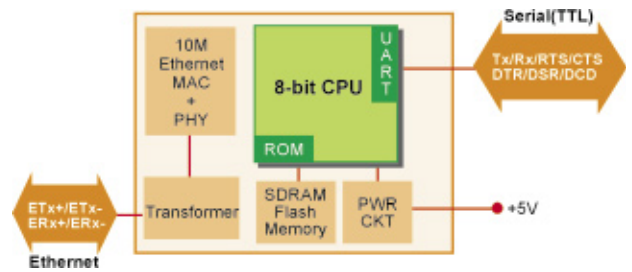 Serial(TTL)
Tx/Rx/RTS/CTS
DTR/DSR/DCD
10M
Ethernet
MAC
+
PHY
8-bit CPU
UART
ROM
Transformer
SDRAM
Flash
Memory
PWR
CKT
+5V
ETx+/ETx-
ERx+/ERx-
Ethernet